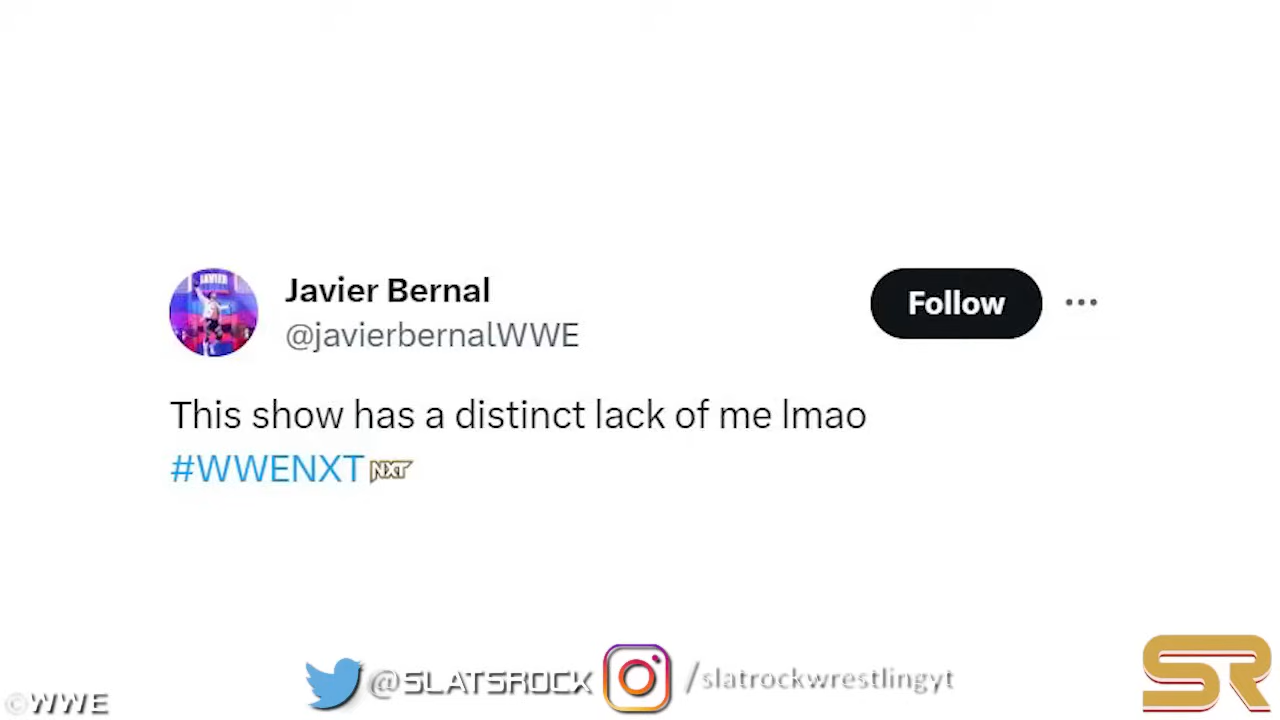 Javier Bernal
@javierbernalWWE
Follow
This show has a distinct lack of me lmao
#WWENXT NXT
©WWE
@SLATSROCK
/slatrockwrestlingyt
SR